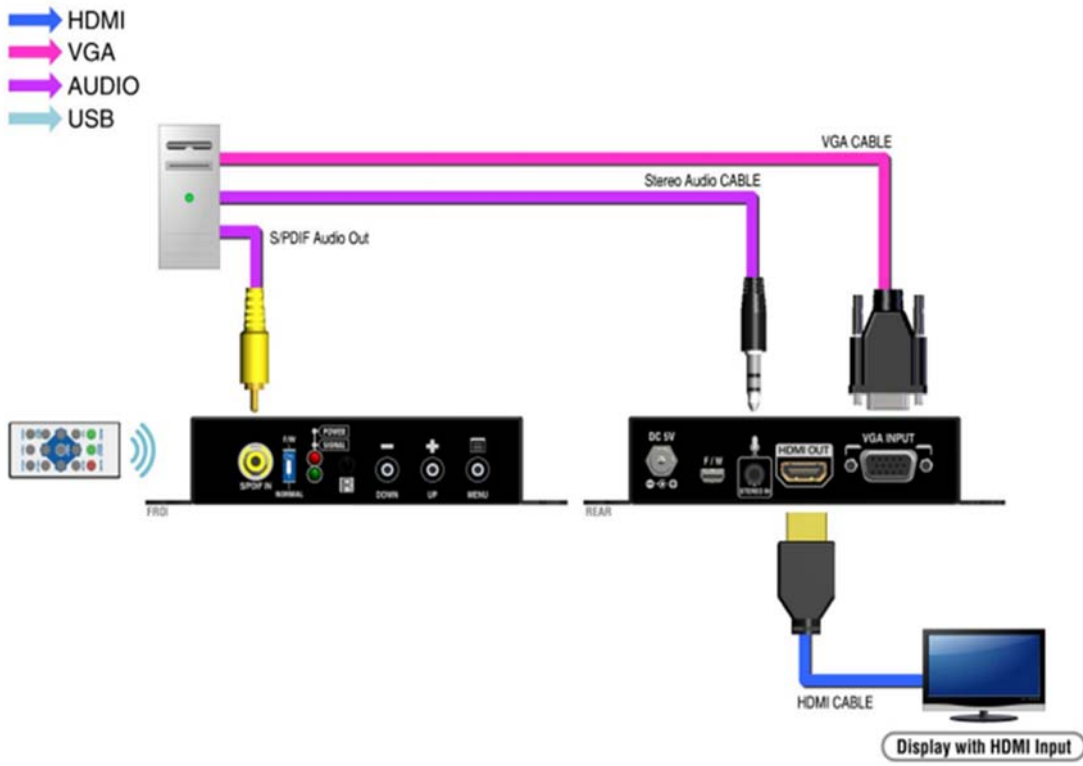 HDMI
VGA
AUDIO
USB
VGA CABLE
Stereo Audio CABLE
S/PDIF Audio Out
F/W
POWER
SIGNAL
S/PDIF IN
NORMAL
DOWN
UP
MENU
DC 5V
F / W
STEREO IN
HDMI OUT
VGA INPUT
REAR
HDMI CABLE
Display with HDMI Input